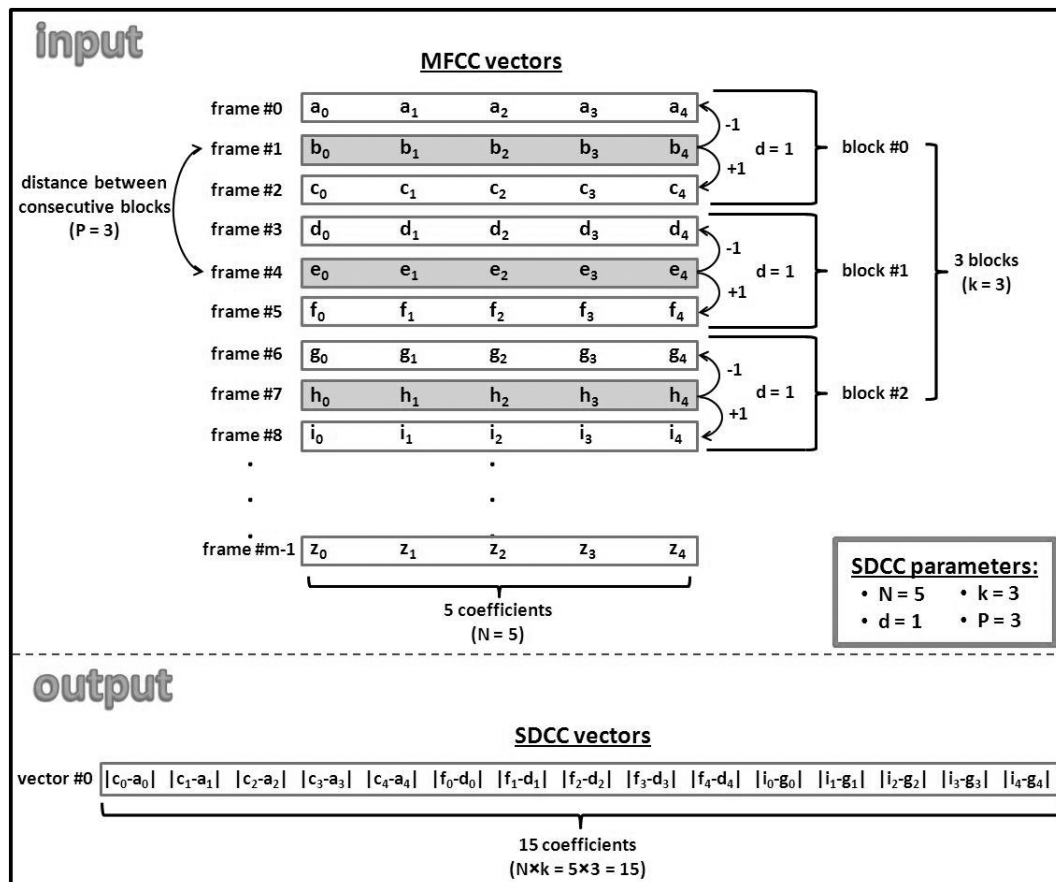 input
MFCC vectors
frame #0 a₀ a₁ a₂ a₃ a₄
-1
frame #1 b₀ b₁ b₂ b₃ b₄ d = 1 block #0
+1
frame #2 c₀ c₁ c₂ c₃ c₄
distance between
consecutive blocks
(P = 3)
frame #3 d₀ d₁ d₂ d₃ d₄
-1
frame #4 e₀ e₁ e₂ e₃ e₄ d = 1 block #1
+1
frame #5 f₀ f₁ f₂ f₃ f₄
3 blocks
(k = 3)
frame #6 g₀ g₁ g₂ g₃ g₄
-1
frame #7 h₀ h₁ h₂ h₃ h₄ d = 1 block #2
+1
frame #8 i₀ i₁ i₂ i₃ i₄
. .
. .
. .
frame #m-1 z₀ z₁ z₂ z₃ z₄
5 coefficients
(N = 5)
SDCC parameters:
• N = 5 • k = 3
• d = 1 • P = 3
output
SDCC vectors
vector #0 |c₀-a₀| |c₁-a₁| |c₂-a₂| |c₃-a₃| |c₄-a₄| |f₀-d₀| |f₁-d₁| |f₂-d₂| |f₃-d₃| |f₄-d₄| |i₀-g₀| |i₁-g₁| |i₂-g₂| |i₃-g₃| |i₄-g₄|
15 coefficients
(N×k = 5×3 = 15)